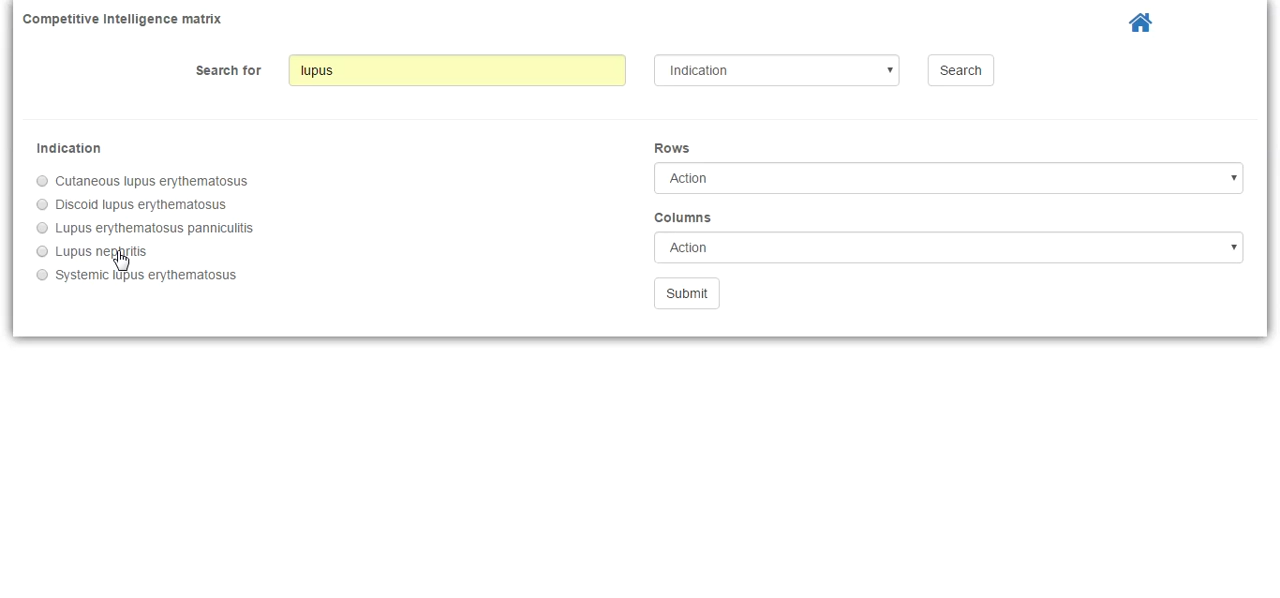 Competitive Intelligence matrix
Search for lupus Indication Search
Indication
Cutaneous lupus erythematosus
Discoid lupus erythematosus
Lupus erythematosus panniculitis
Lupus nephritis
Systemic lupus erythematosus
Rows
Action
Columns
Action
Submit